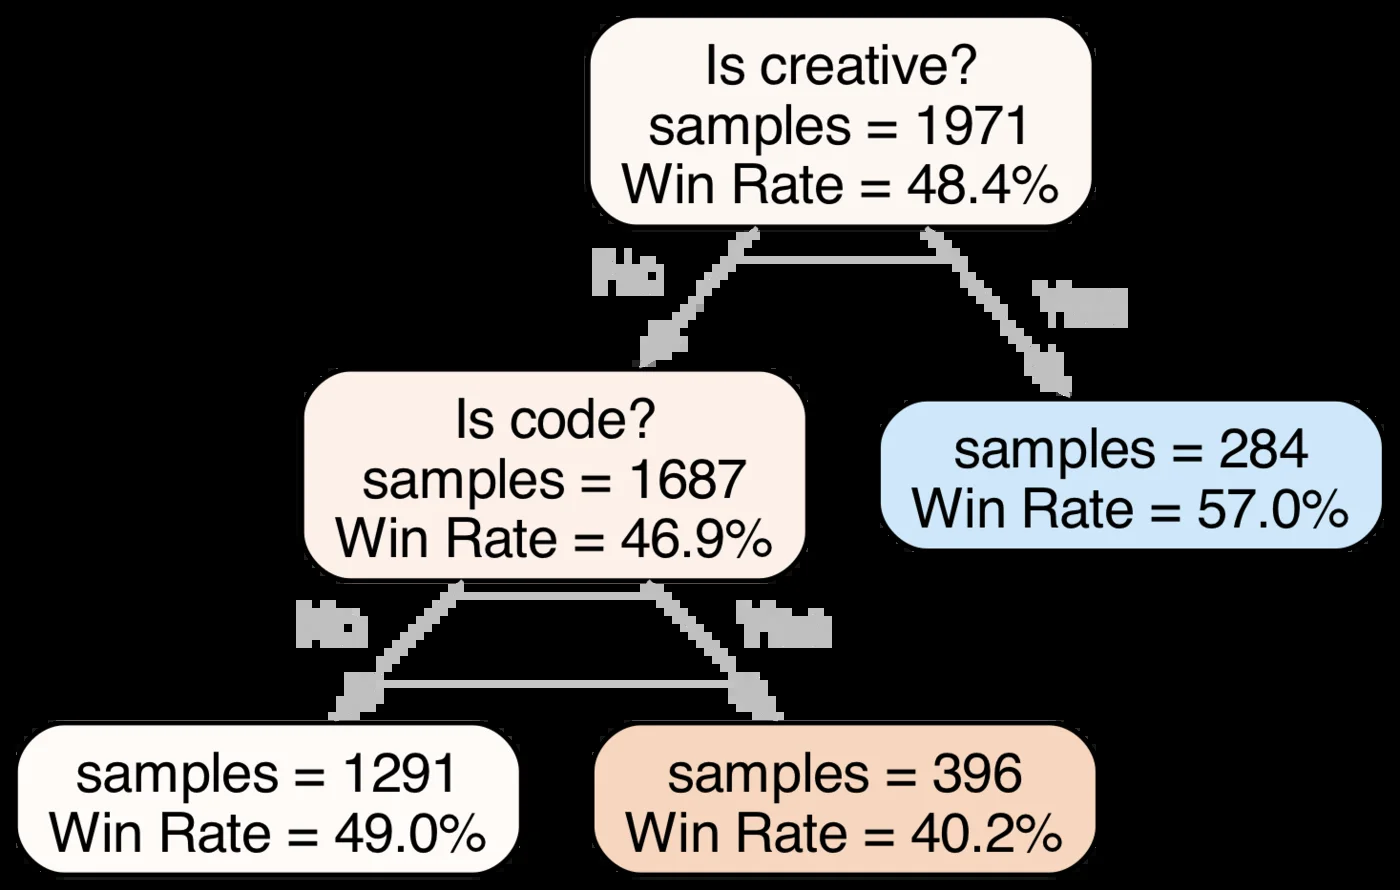 Is creative?
samples = 1971
Win Rate = 48.4%
No
Yes
Is code?
samples = 1687
Win Rate = 46.9%
samples = 284
Win Rate = 57.0%
No
Yes
samples = 1291
Win Rate = 49.0%
samples = 396
Win Rate = 40.2%